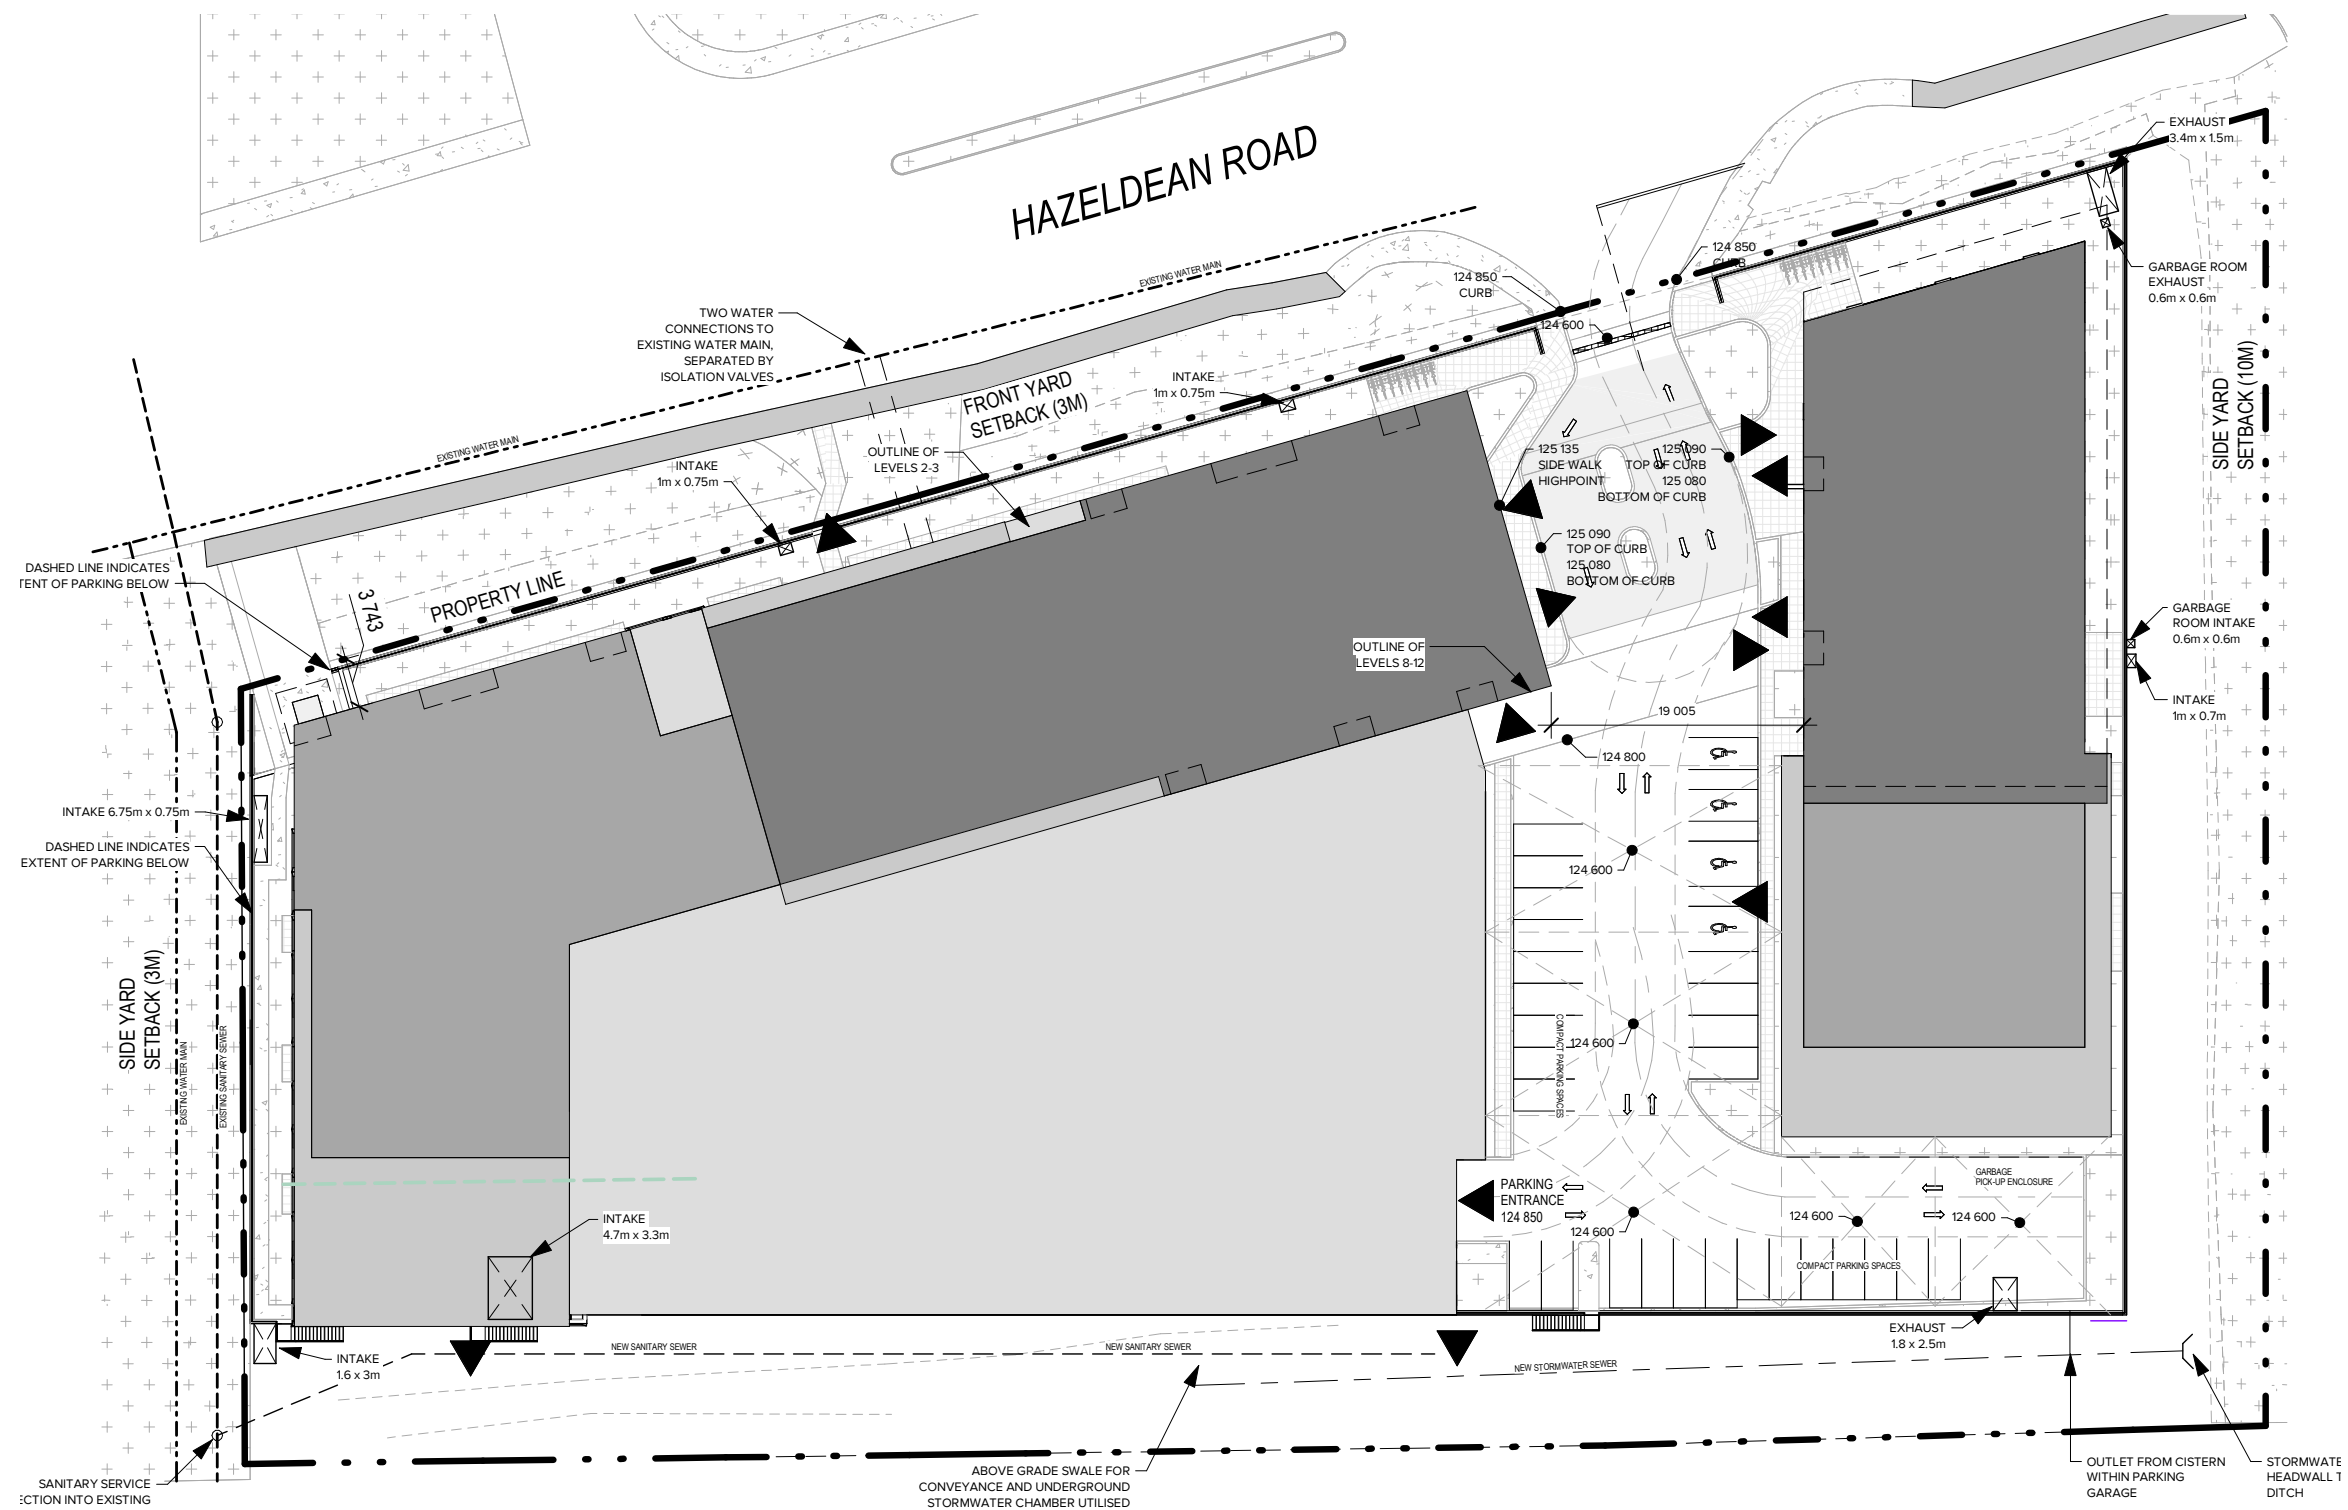 HAZELDEAN ROAD
EXHAUST
3.4m x 1.5m
GARBAGE ROOM
EXHAUST
0.6m x 0.6m
124 850
CURB
124 850
CURB
124 600
EXISTING WATER MAIN
TWO WATER
CONNECTIONS TO
EXISTING WATER MAIN,
SEPARATED BY
ISOLATION VALVES
INTAKE
1m x 0.75m
FRONT YARD
SETBACK (3M)
SIDE YARD
SETBACK (10M)
EXISTING WATER MAIN
OUTLINE OF
LEVELS 2-3
INTAKE
1m x 0.75m
125 135
SIDE WALK
HIGHPOINT
125 090
TOP OF CURB
125 080
BOTTOM OF CURB
125 090
TOP OF CURB
125 080
BOTTOM OF CURB
DASHED LINE INDICATES
TENT OF PARKING BELOW
3 743
PROPERTY LINE
GARBAGE
ROOM INTAKE
0.6m x 0.6m
OUTLINE OF
LEVELS 8-12
INTAKE
1m x 0.7m
19 005
124 800
INTAKE 6.75m x 0.75m
DASHED LINE INDICATES
EXTENT OF PARKING BELOW
124 600
SIDE YARD
SETBACK (3M)
EXISTING WATER MAIN
EXISTING SANITARY SEWER
124 600
COMPACT PARKING SPACES
PARKING
ENTRANCE
124 850
GARBAGE
PICK-UP ENCLOSURE
124 600
124 600
124 600
INTAKE
4.7m x 3.3m
COMPACT PARKING SPACES
EXHAUST
1.8 x 2.5m
NEW SANITARY SEWER
NEW SANITARY SEWER
INTAKE
1.6 x 3m
NEW STORMWATER SEWER
SANITARY SERVICE
ECTION INTO EXISTING
ABOVE GRADE SWALE FOR
CONVEYANCE AND UNDERGROUND
STORMWATER CHAMBER UTILISED
OUTLET FROM CISTERN
WITHIN PARKING
GARAGE
STORMWATE
HEADWALL T
DITCH